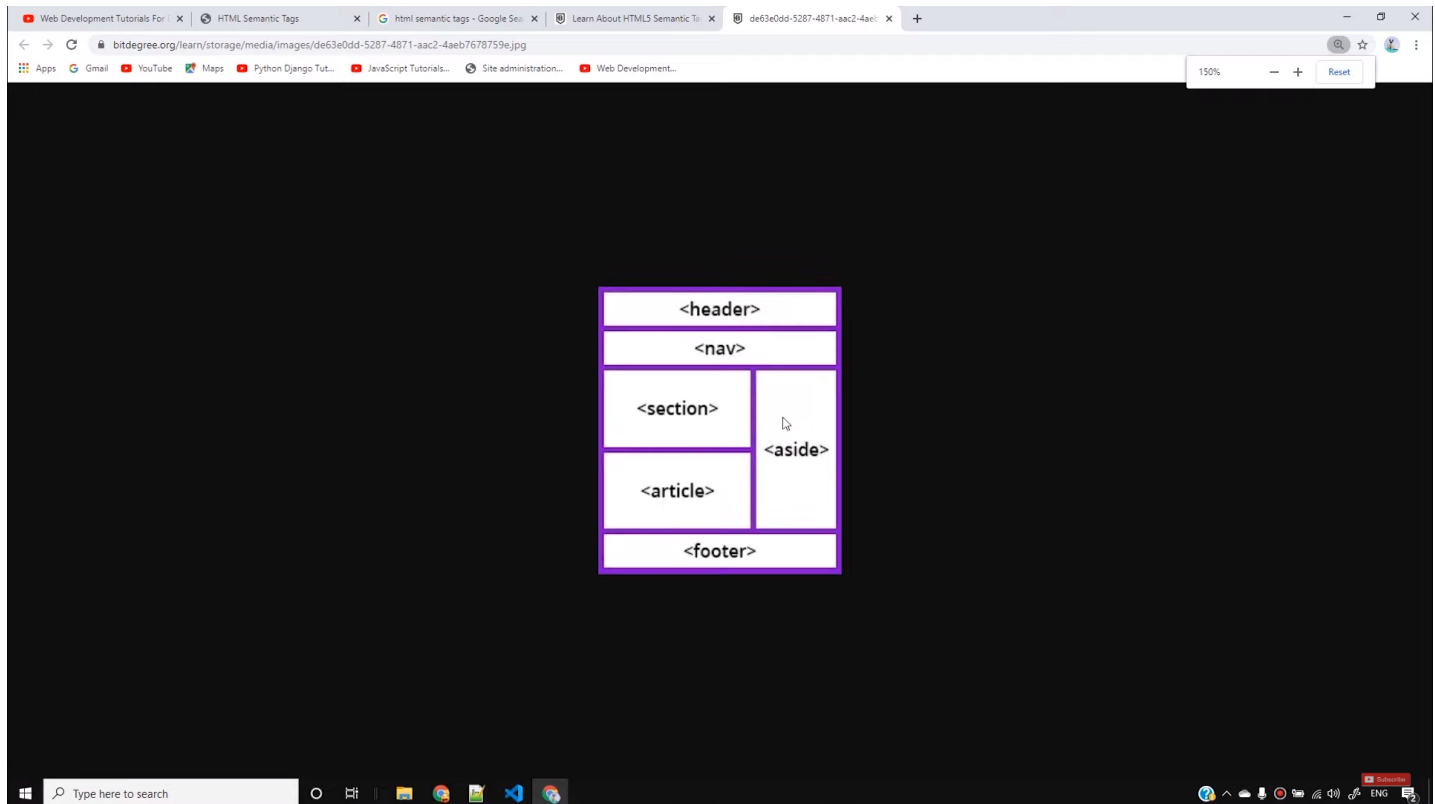 Web Development Tutorials For
HTML Semantic Tags
html semantic tags - Google Sea
Learn About HTML5 Semantic Ta
de63e0dd-5287-4871-aac2-4aeb
bitdegree.org/learn/storage/media/images/de63e0dd-5287-4871-aac2-4aeb7678759e.jpg
Apps Gmail YouTube Maps Python Django Tut... JavaScript Tutorials... Site administration... Web Development...
150% Reset
<header>
<nav>
<section>
<aside>
<article>
<footer>
Subscribe
Type here to search
ENG
2